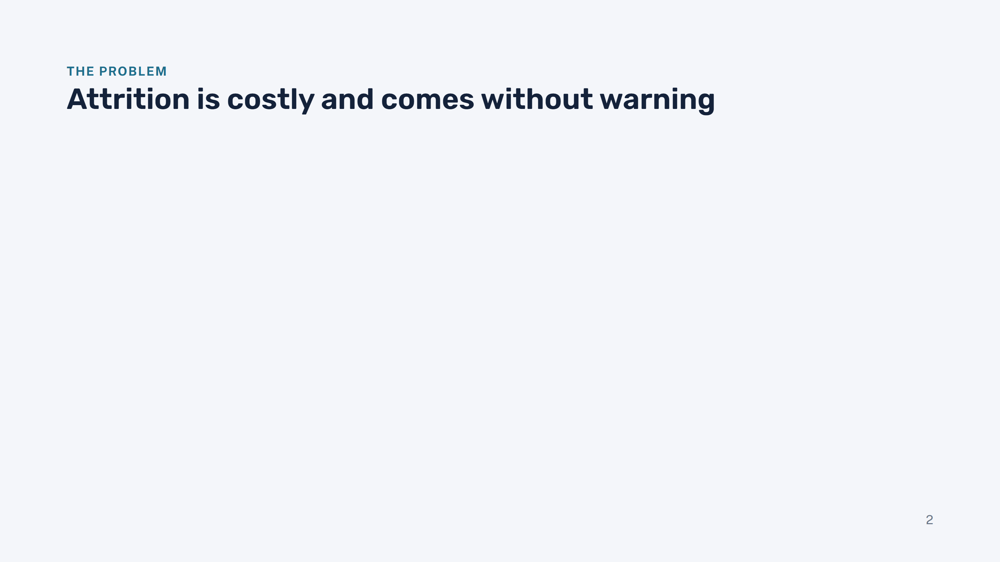 THE PROBLEM
Attrition is costly and comes without warning
2